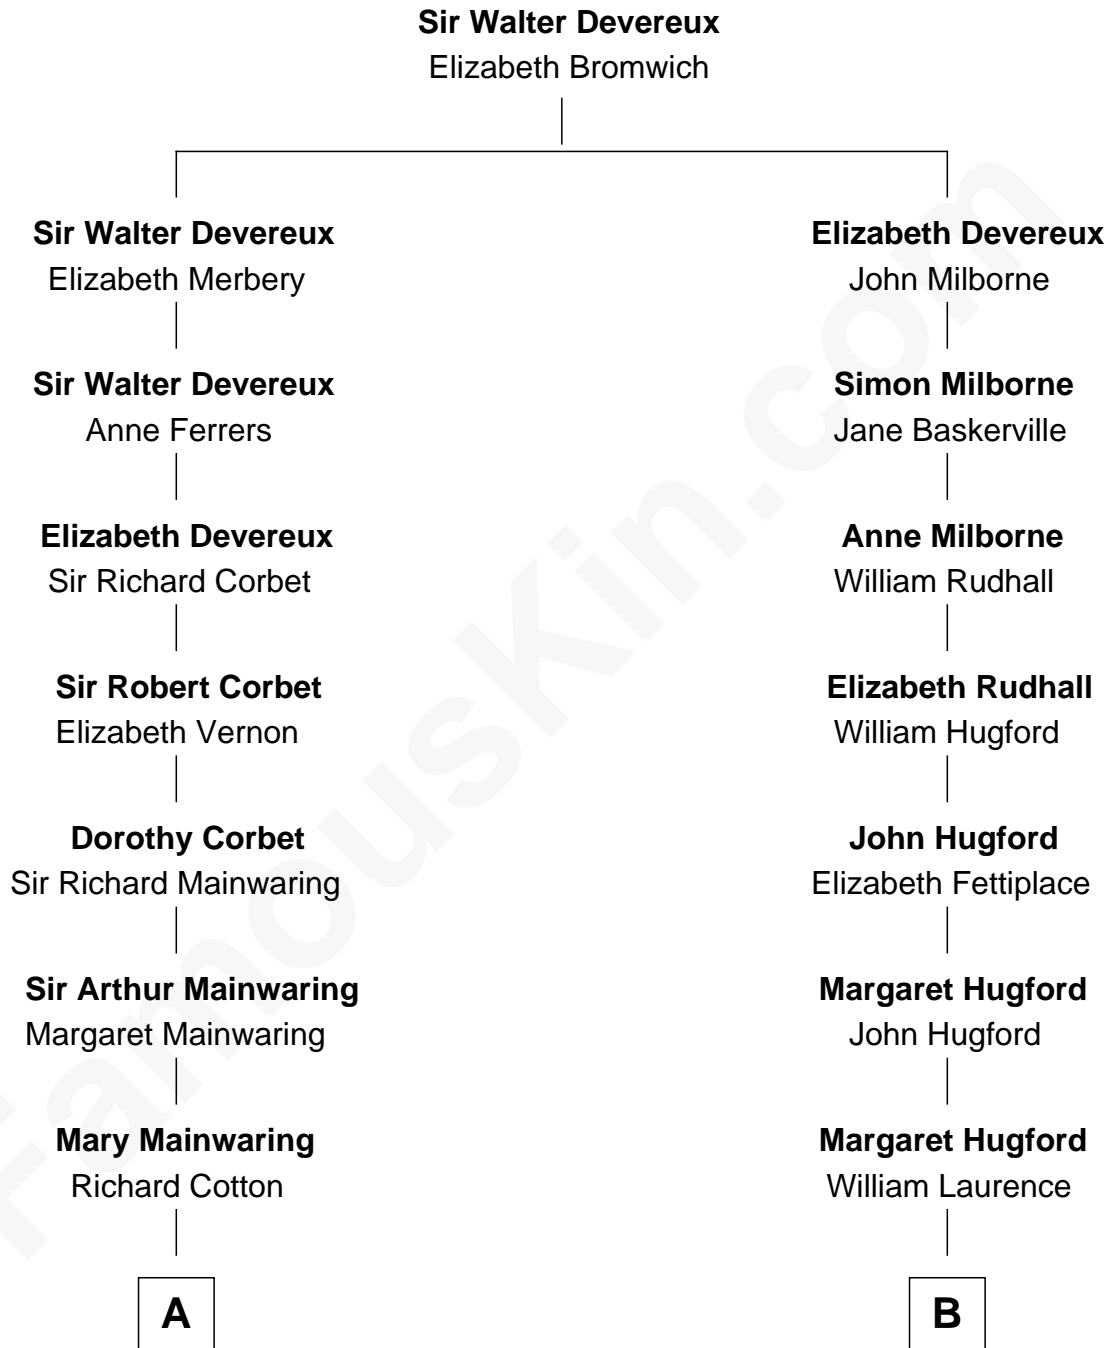 Sir Walter Devereux
Elizabeth Bromwich
Sir Walter Devereux
Elizabeth Merbery
Elizabeth Devereux
John Milborne
Sir Walter Devereux
Anne Ferrers
Simon Milborne
Jane Baskerville
Elizabeth Devereux
Sir Richard Corbet
Anne Milborne
William Rudhall
Sir Robert Corbet
Elizabeth Vernon
Elizabeth Rudhall
William Hugford
Dorothy Corbet
Sir Richard Mainwaring
John Hugford
Elizabeth Fettiplace
Sir Arthur Mainwaring
Margaret Mainwaring
Margaret Hugford
John Hugford
Mary Mainwaring
Richard Cotton
Margaret Hugford
William Laurence
A
B
FamousKin.com